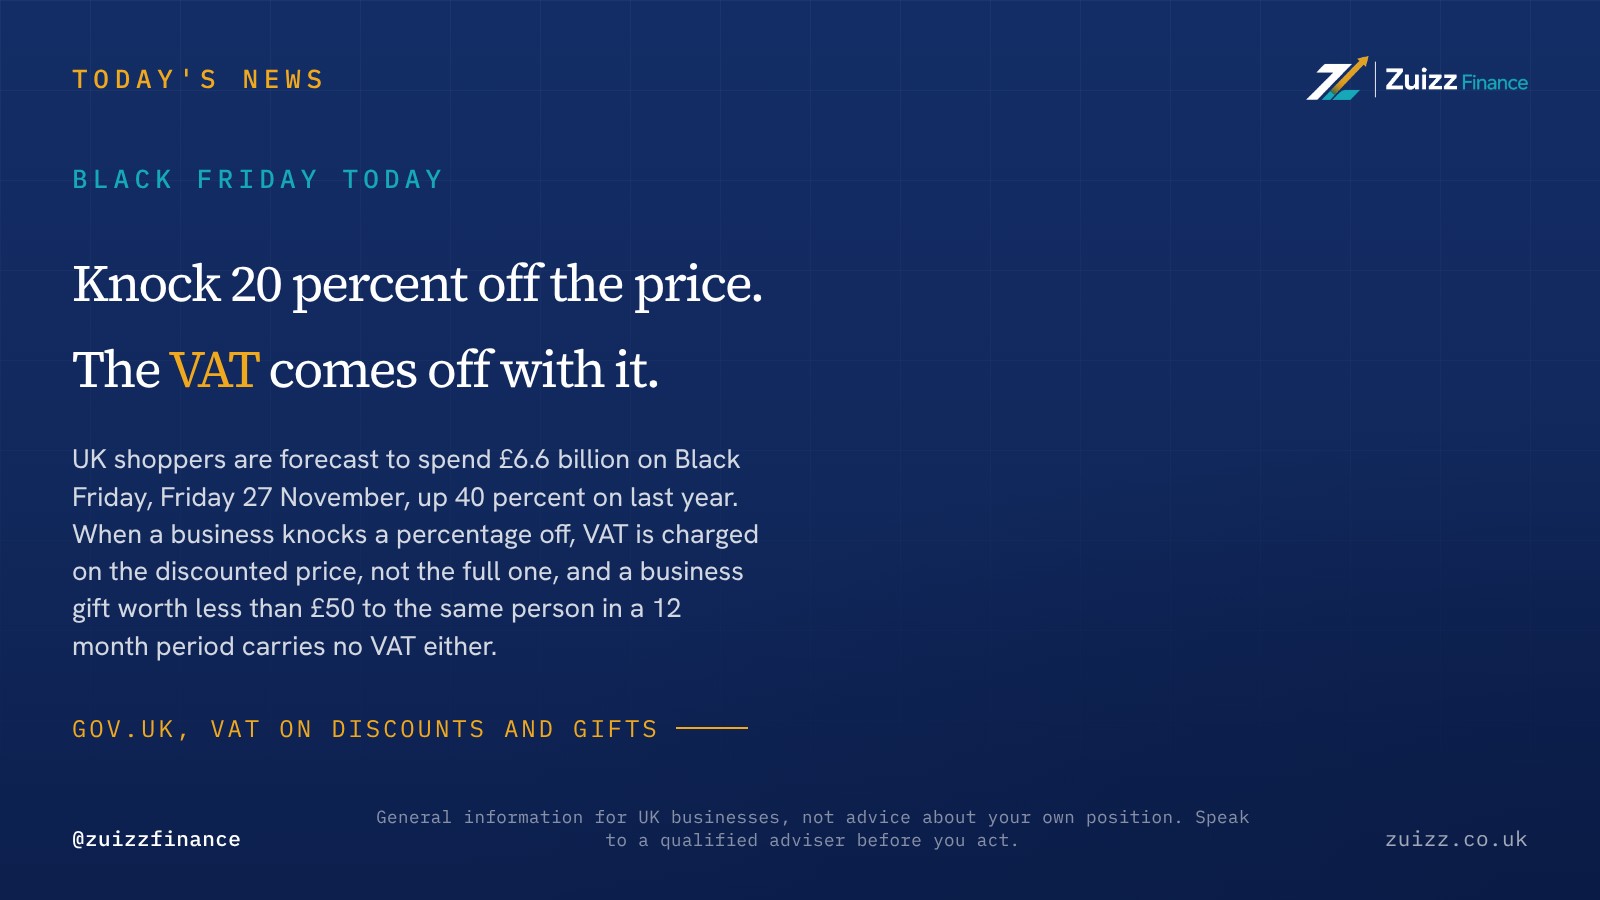 TODAY'S NEWS
Zuizz Finance
BLACK FRIDAY TODAY
Knock 20 percent off the price.
The VAT comes off with it.
UK shoppers are forecast to spend £6.6 billion on Black
Friday, Friday 27 November, up 40 percent on last year.
When a business knocks a percentage off, VAT is charged
on the discounted price, not the full one, and a business
gift worth less than £50 to the same person in a 12
month period carries no VAT either.
GOV.UK, VAT ON DISCOUNTS AND GIFTS
General information for UK businesses, not advice about your own position. Speak
to a qualified adviser before you act.
@zuizzfinance
zuizz.co.uk